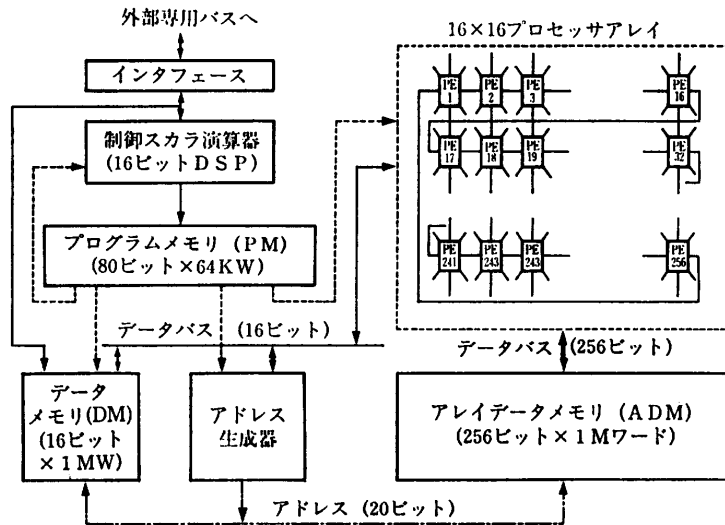 外部専用バスへ
インタフェース
制御スカラ演算器
(16ビットDSP)
プログラムメモリ (PM)
(80ビット×64KW)
データバス (16ビット)
データ
メモリ(DM)
(16ビット
×1MW)
アドレス
生成器
アドレス (20ビット)
16×16プロセッサアレイ
PE
1
PE
2
PE
3
PE
16
PE
17
PE
18
PE
19
PE
32
PE
241
PE
243
PE
243
PE
256
データバス (256ビット)
アレイデータメモリ (ADM)
(256ビット×1Mワード)